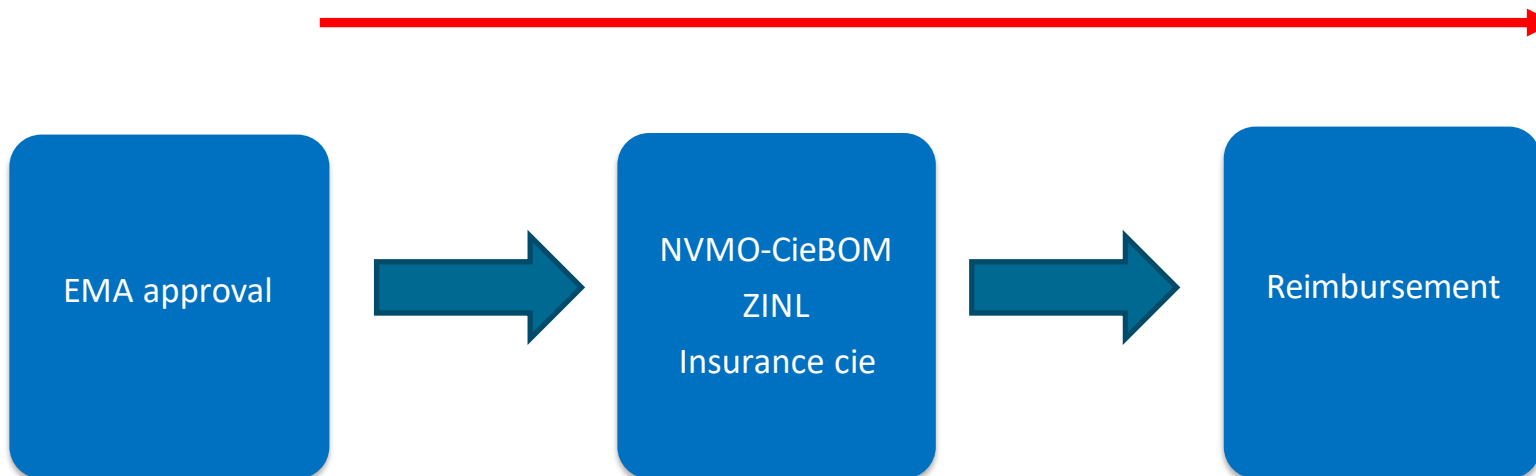 EMA approval
NVMO-CieBOM
ZINL
Insurance cie
Reimbursement